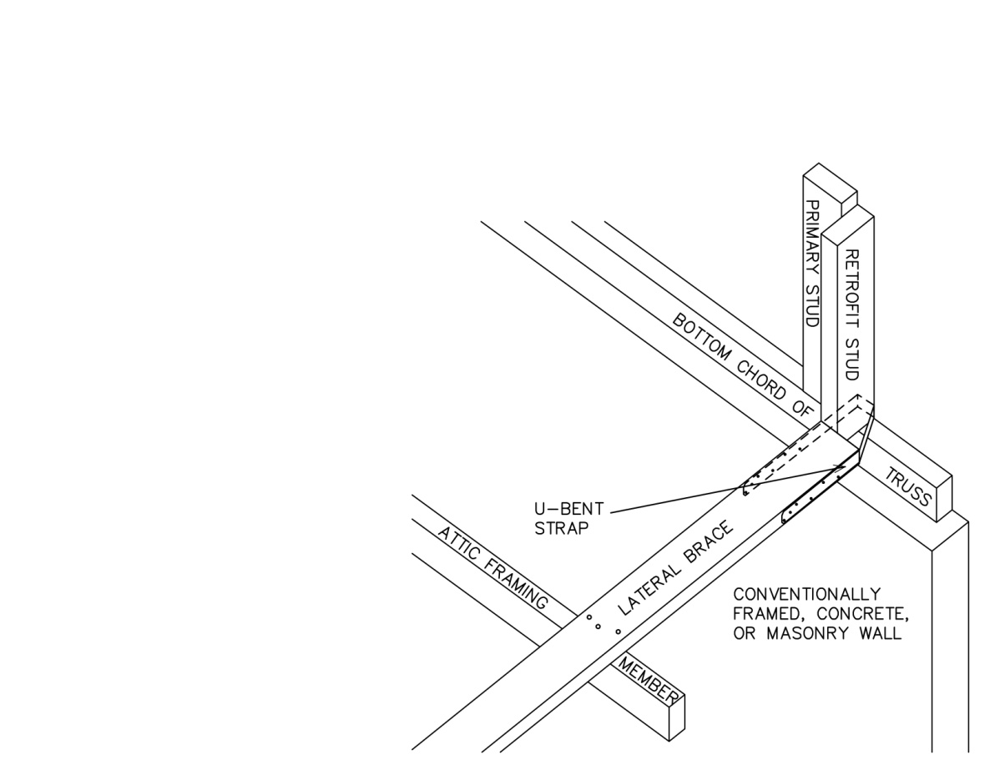 PRIMARY STUD
RETROFIT STUD
BOTTOM CHORD OF
TRUSS
U-BENT
STRAP
LATERAL BRACE
ATTIC FRAMING
MEMBER
CONVENTIONALLY
FRAMED, CONCRETE,
OR MASONRY WALL